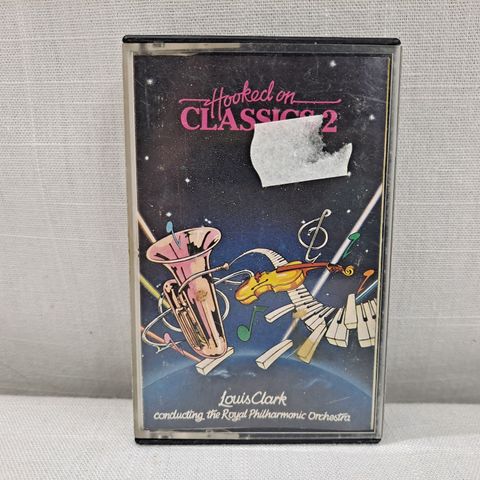 Hooked on
CLASSICS 2
Louis Clark
conducting the Royal Philharmonic Orchestra